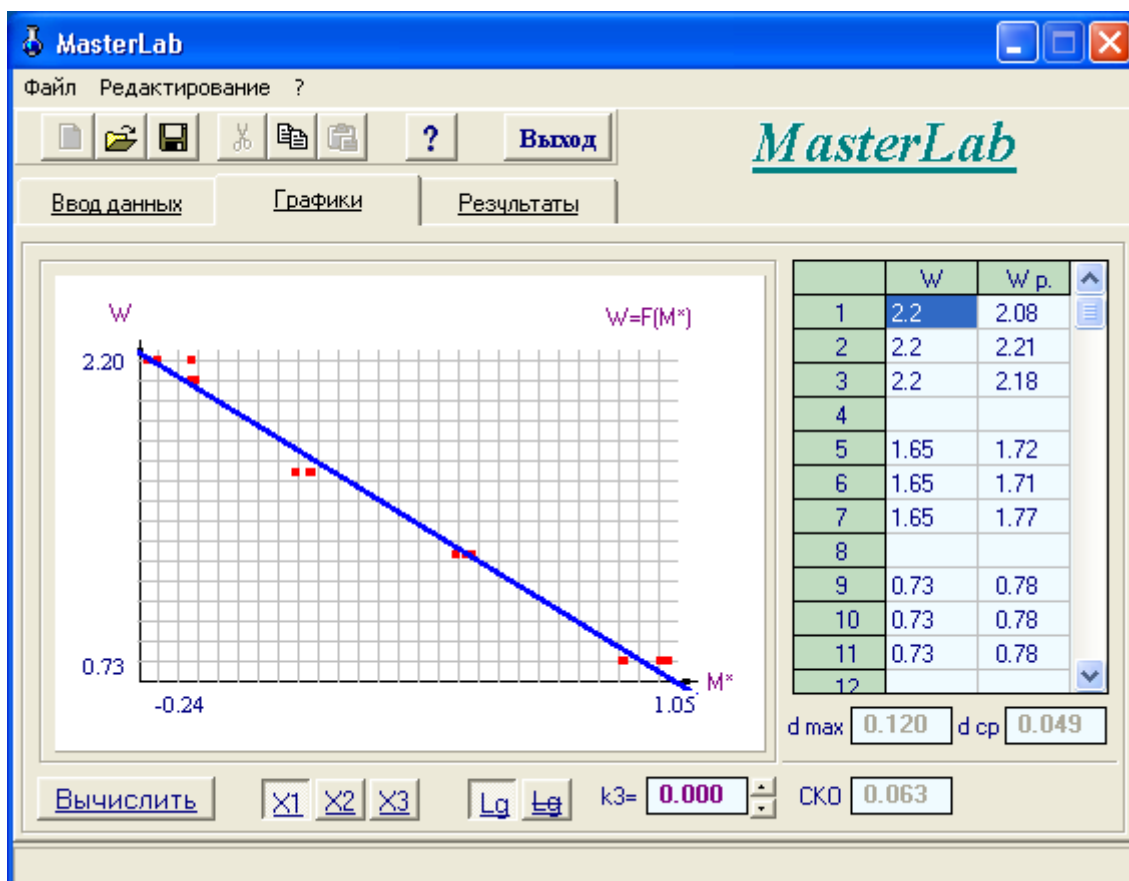 MasterLab
Файл Редактирование ?
? Выход
MasterLab
Ввод данных Графики Результаты
W W=F(M*)
2.20
0.73
M*
-0.24 1.05
W W p.
1 2.2 2.08
2 2.2 2.21
3 2.2 2.18
4
5 1.65 1.72
6 1.65 1.71
7 1.65 1.77
8
9 0.73 0.78
10 0.73 0.78
11 0.73 0.78
12
d max 0.120 d cp 0.049
Вычислить X1 X2 X3 Lg Lg k3= 0.000 СКО 0.063